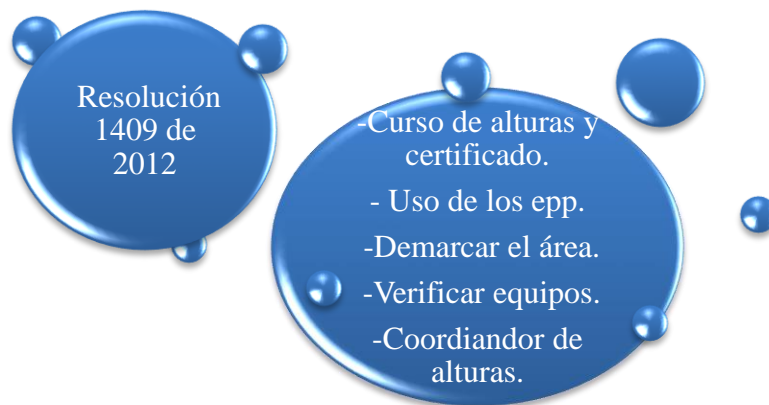 Resolución
1409 de
2012
-Curso de alturas y
certificado.
- Uso de los epp.
-Demarcar el área.
-Verificar equipos.
-Coordiandor de
alturas.